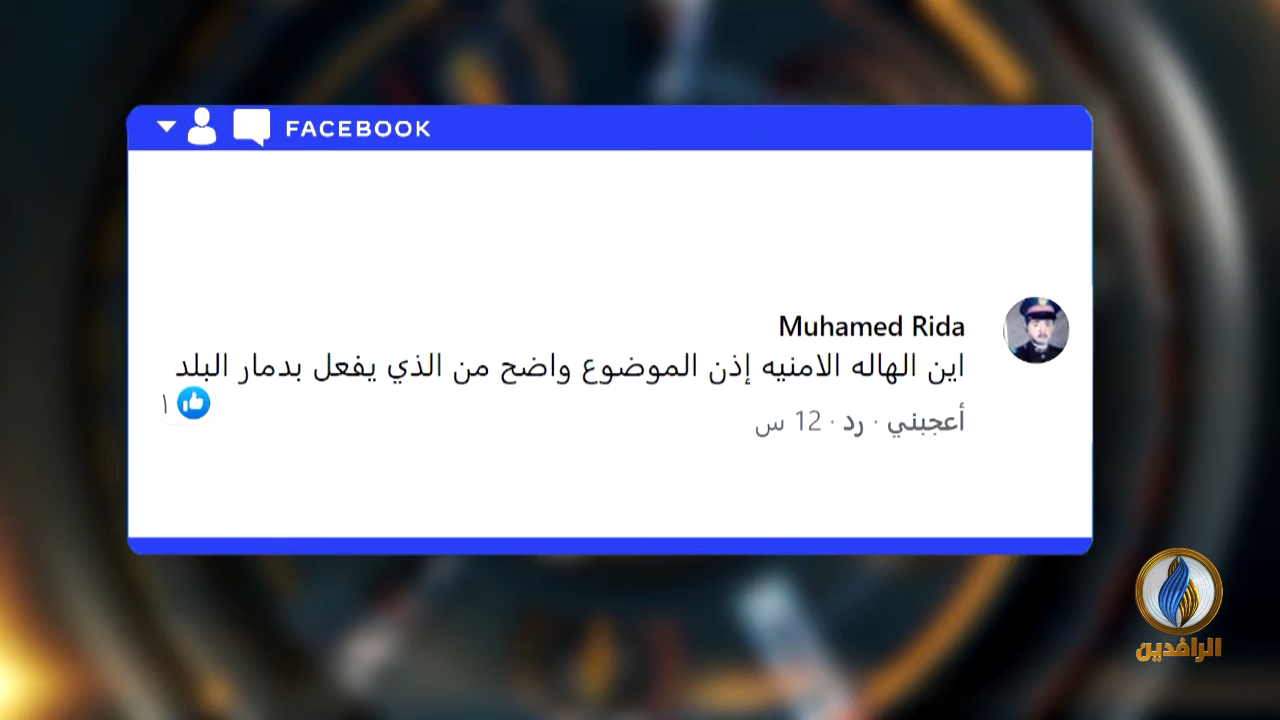 FACEBOOK
Muhamed Rida
اين الهاله الامنيه إذن الموضوع واضح من الذي يفعل بدمار البلد
١
أعجبني · رد · 12 س
الرافدين